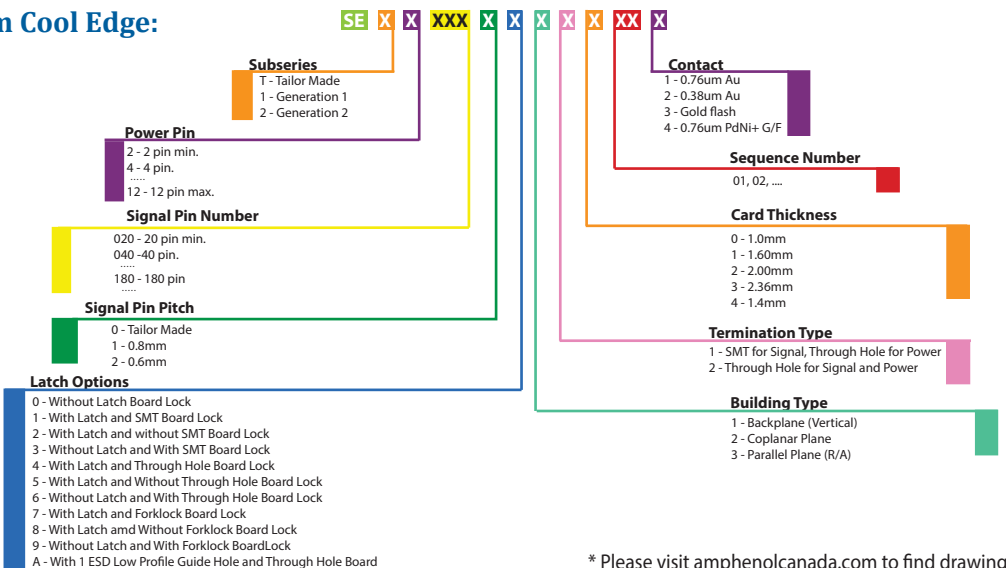 m Cool Edge:
SE X X XXX X X X X X XX X
Subseries
T - Tailor Made
1 - Generation 1
2 - Generation 2
Power Pin
2 - 2 pin min.
4 - 4 pin.
.....
12 - 12 pin max.
Signal Pin Number
020 - 20 pin min.
040 -40 pin.
.....
180 - 180 pin
.....
Signal Pin Pitch
0 - Tailor Made
1 - 0.8mm
2 - 0.6mm
Latch Options
0 - Without Latch Board Lock
1 - With Latch and SMT Board Lock
2 - With Latch and without SMT Board Lock
3 - Without Latch and With SMT Board Lock
4 - With Latch and Through Hole Board Lock
5 - With Latch and Without Through Hole Board Lock
6 - Without Latch and With Through Hole Board Lock
7 - With Latch and Forklock Board Lock
8 - With Latch amd Without Forklock Board Lock
9 - Without Latch and With Forklock BoardLock
A - With 1 ESD Low Profile Guide Hole and Through Hole Board
Contact
1 - 0.76um Au
2 - 0.38um Au
3 - Gold flash
4 - 0.76um PdNi+ G/F
Sequence Number
01, 02, ....
Card Thickness
0 - 1.0mm
1 - 1.60mm
2 - 2.00mm
3 - 2.36mm
4 - 1.4mm
Termination Type
1 - SMT for Signal, Through Hole for Power
2 - Through Hole for Signal and Power
Building Type
1 - Backplane (Vertical)
2 - Coplanar Plane
3 - Parallel Plane (R/A)
* Please visit amphenolcanada.com to find drawing